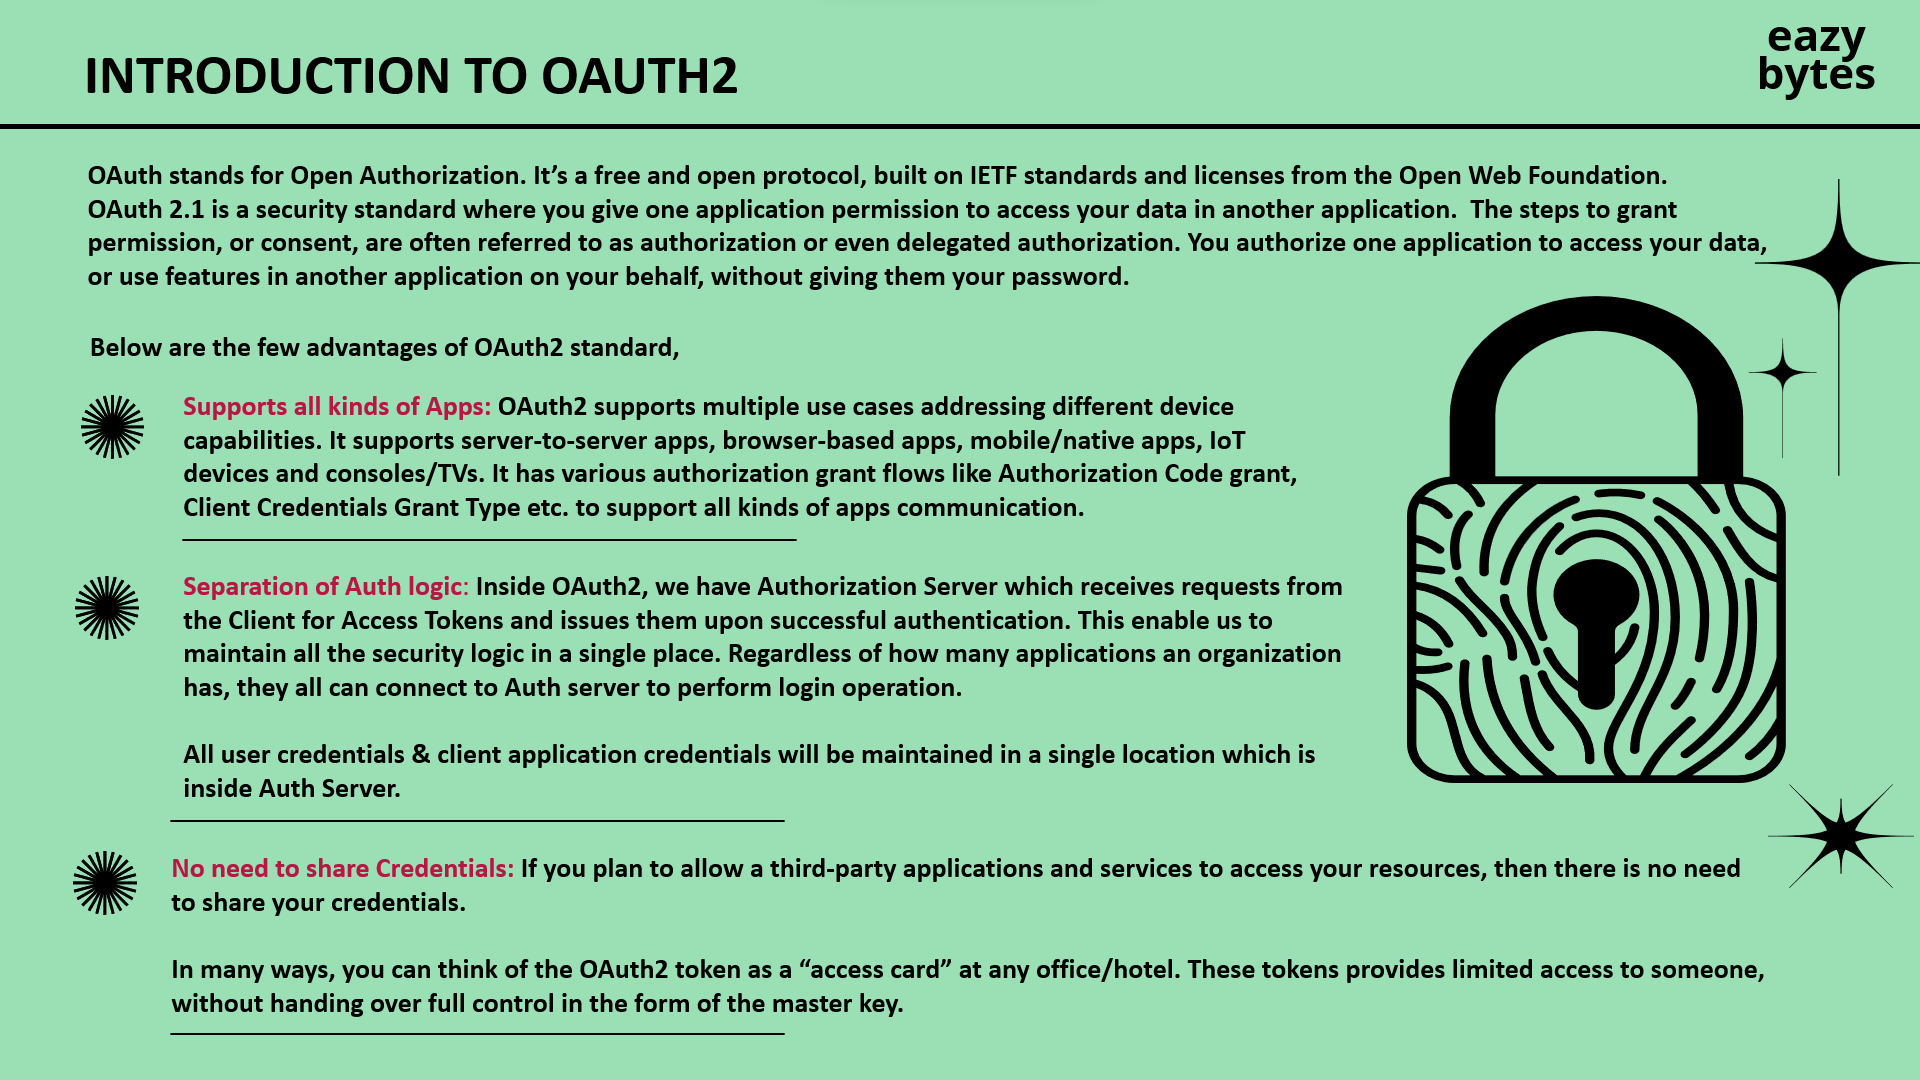 INTRODUCTION TO OAUTH2
eazy
bytes
OAuth stands for Open Authorization. It’s a free and open protocol, built on IETF standards and licenses from the Open Web Foundation.
OAuth 2.1 is a security standard where you give one application permission to access your data in another application.  The steps to grant
permission, or consent, are often referred to as authorization or even delegated authorization. You authorize one application to access your data,
or use features in another application on your behalf, without giving them your password.
Below are the few advantages of OAuth2 standard,
Supports all kinds of Apps: OAuth2 supports multiple use cases addressing different device
capabilities. It supports server-to-server apps, browser-based apps, mobile/native apps, IoT
devices and consoles/TVs. It has various authorization grant flows like Authorization Code grant,
Client Credentials Grant Type etc. to support all kinds of apps communication.
Separation of Auth logic: Inside OAuth2, we have Authorization Server which receives requests from
the Client for Access Tokens and issues them upon successful authentication. This enable us to
maintain all the security logic in a single place. Regardless of how many applications an organization
has, they all can connect to Auth server to perform login operation.
All user credentials & client application credentials will be maintained in a single location which is
inside Auth Server.
No need to share Credentials: If you plan to allow a third-party applications and services to access your resources, then there is no need
to share your credentials.
In many ways, you can think of the OAuth2 token as a “access card” at any office/hotel. These tokens provides limited access to someone,
without handing over full control in the form of the master key.